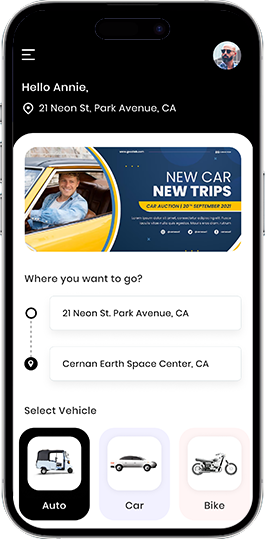 Hello Annie,
21 Neon St, Park Avenue, CA
NEW CAR
NEW TRIPS
CAR AUCTION | 20TH SEPTEMBER 2021
Where you want to go?
21 Neon St. Park Avenue, CA
Cernan Earth Space Center, CA
Select Vehicle
Auto
Car
Bike